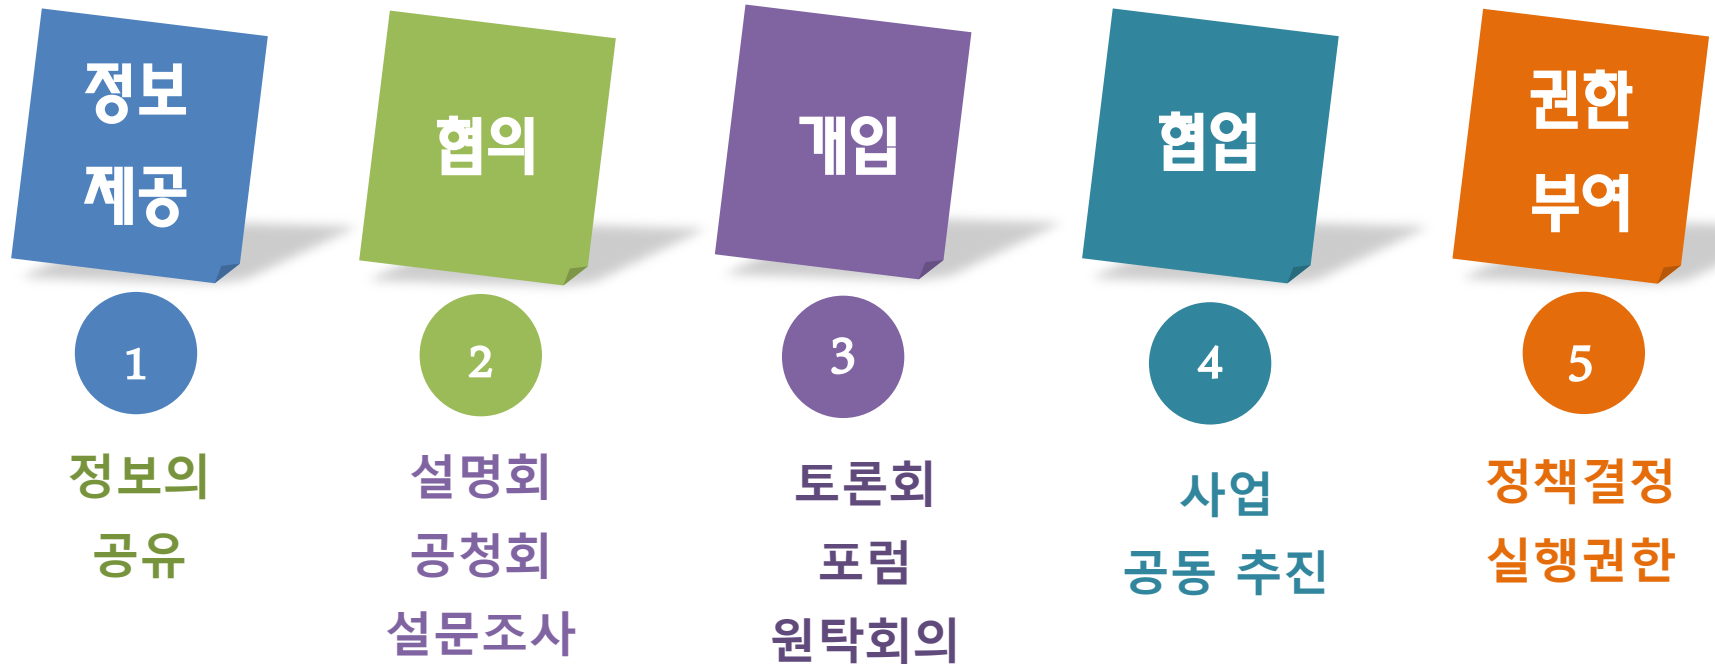 정보
제공
협의
개입
협업
권한
부여
1
2
3
4
5
정보의
공유
설명회
공청회
설문조사
토론회
포럼
원탁회의
사업
공동 추진
정책결정
실행권한